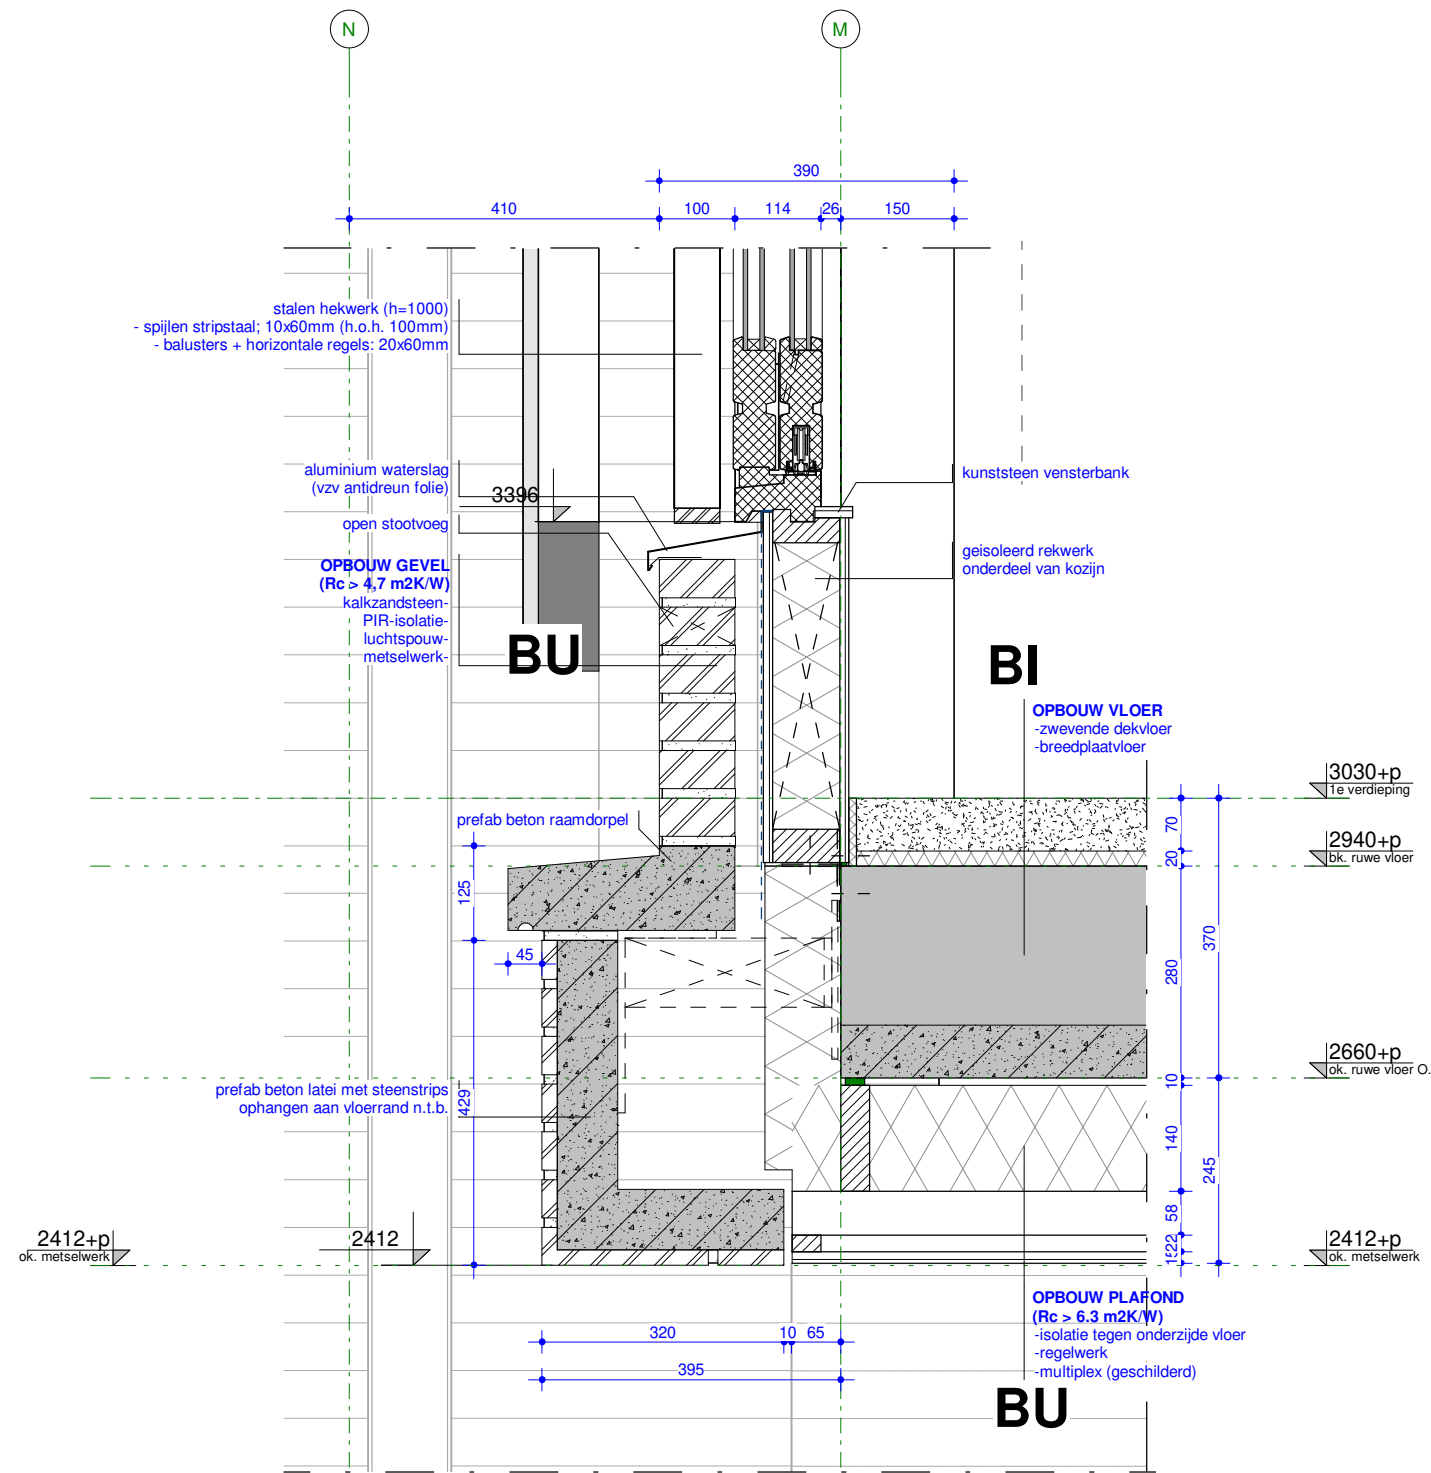 N
M
390
410
100
114
26
150
stalen hekwerk (h=1000)
- spijlen stripstaal; 10x60mm (h.o.h. 100mm)
- balusters + horizontale regels: 20x60mm
aluminium waterslag
(vzv antidreun folie)
3396
open stootvoeg
kunststeen vensterbank
geisoleerd rekwerk
onderdeel van kozijn
OPBOUW GEVEL
(Rc > 4,7 m2K/W)
kalkzandsteen-
PIR-isolatie-
luchtspouw-
metselwerk-
BU
BI
OPBOUW VLOER
-zwevende dekvloer
-breedplaatvloer
3030+p
1e verdieping
70
prefab beton raamdorpel
2940+p
bk. ruwe vloer
20
125
45
280
370
2660+p
ok. ruwe vloer O.
10
prefab beton latei met steenstrips
ophangen aan vloerrand n.t.b.
429
140
245
58
22
15
2412+p
ok. metselwerk
2412
2412+p
ok. metselwerk
OPBOUW PLAFOND
(Rc > 6.3 m2K/W)
-isolatie tegen onderzijde vloer
-regelwerk
-multiplex (geschilderd)
320
10
65
395
BU